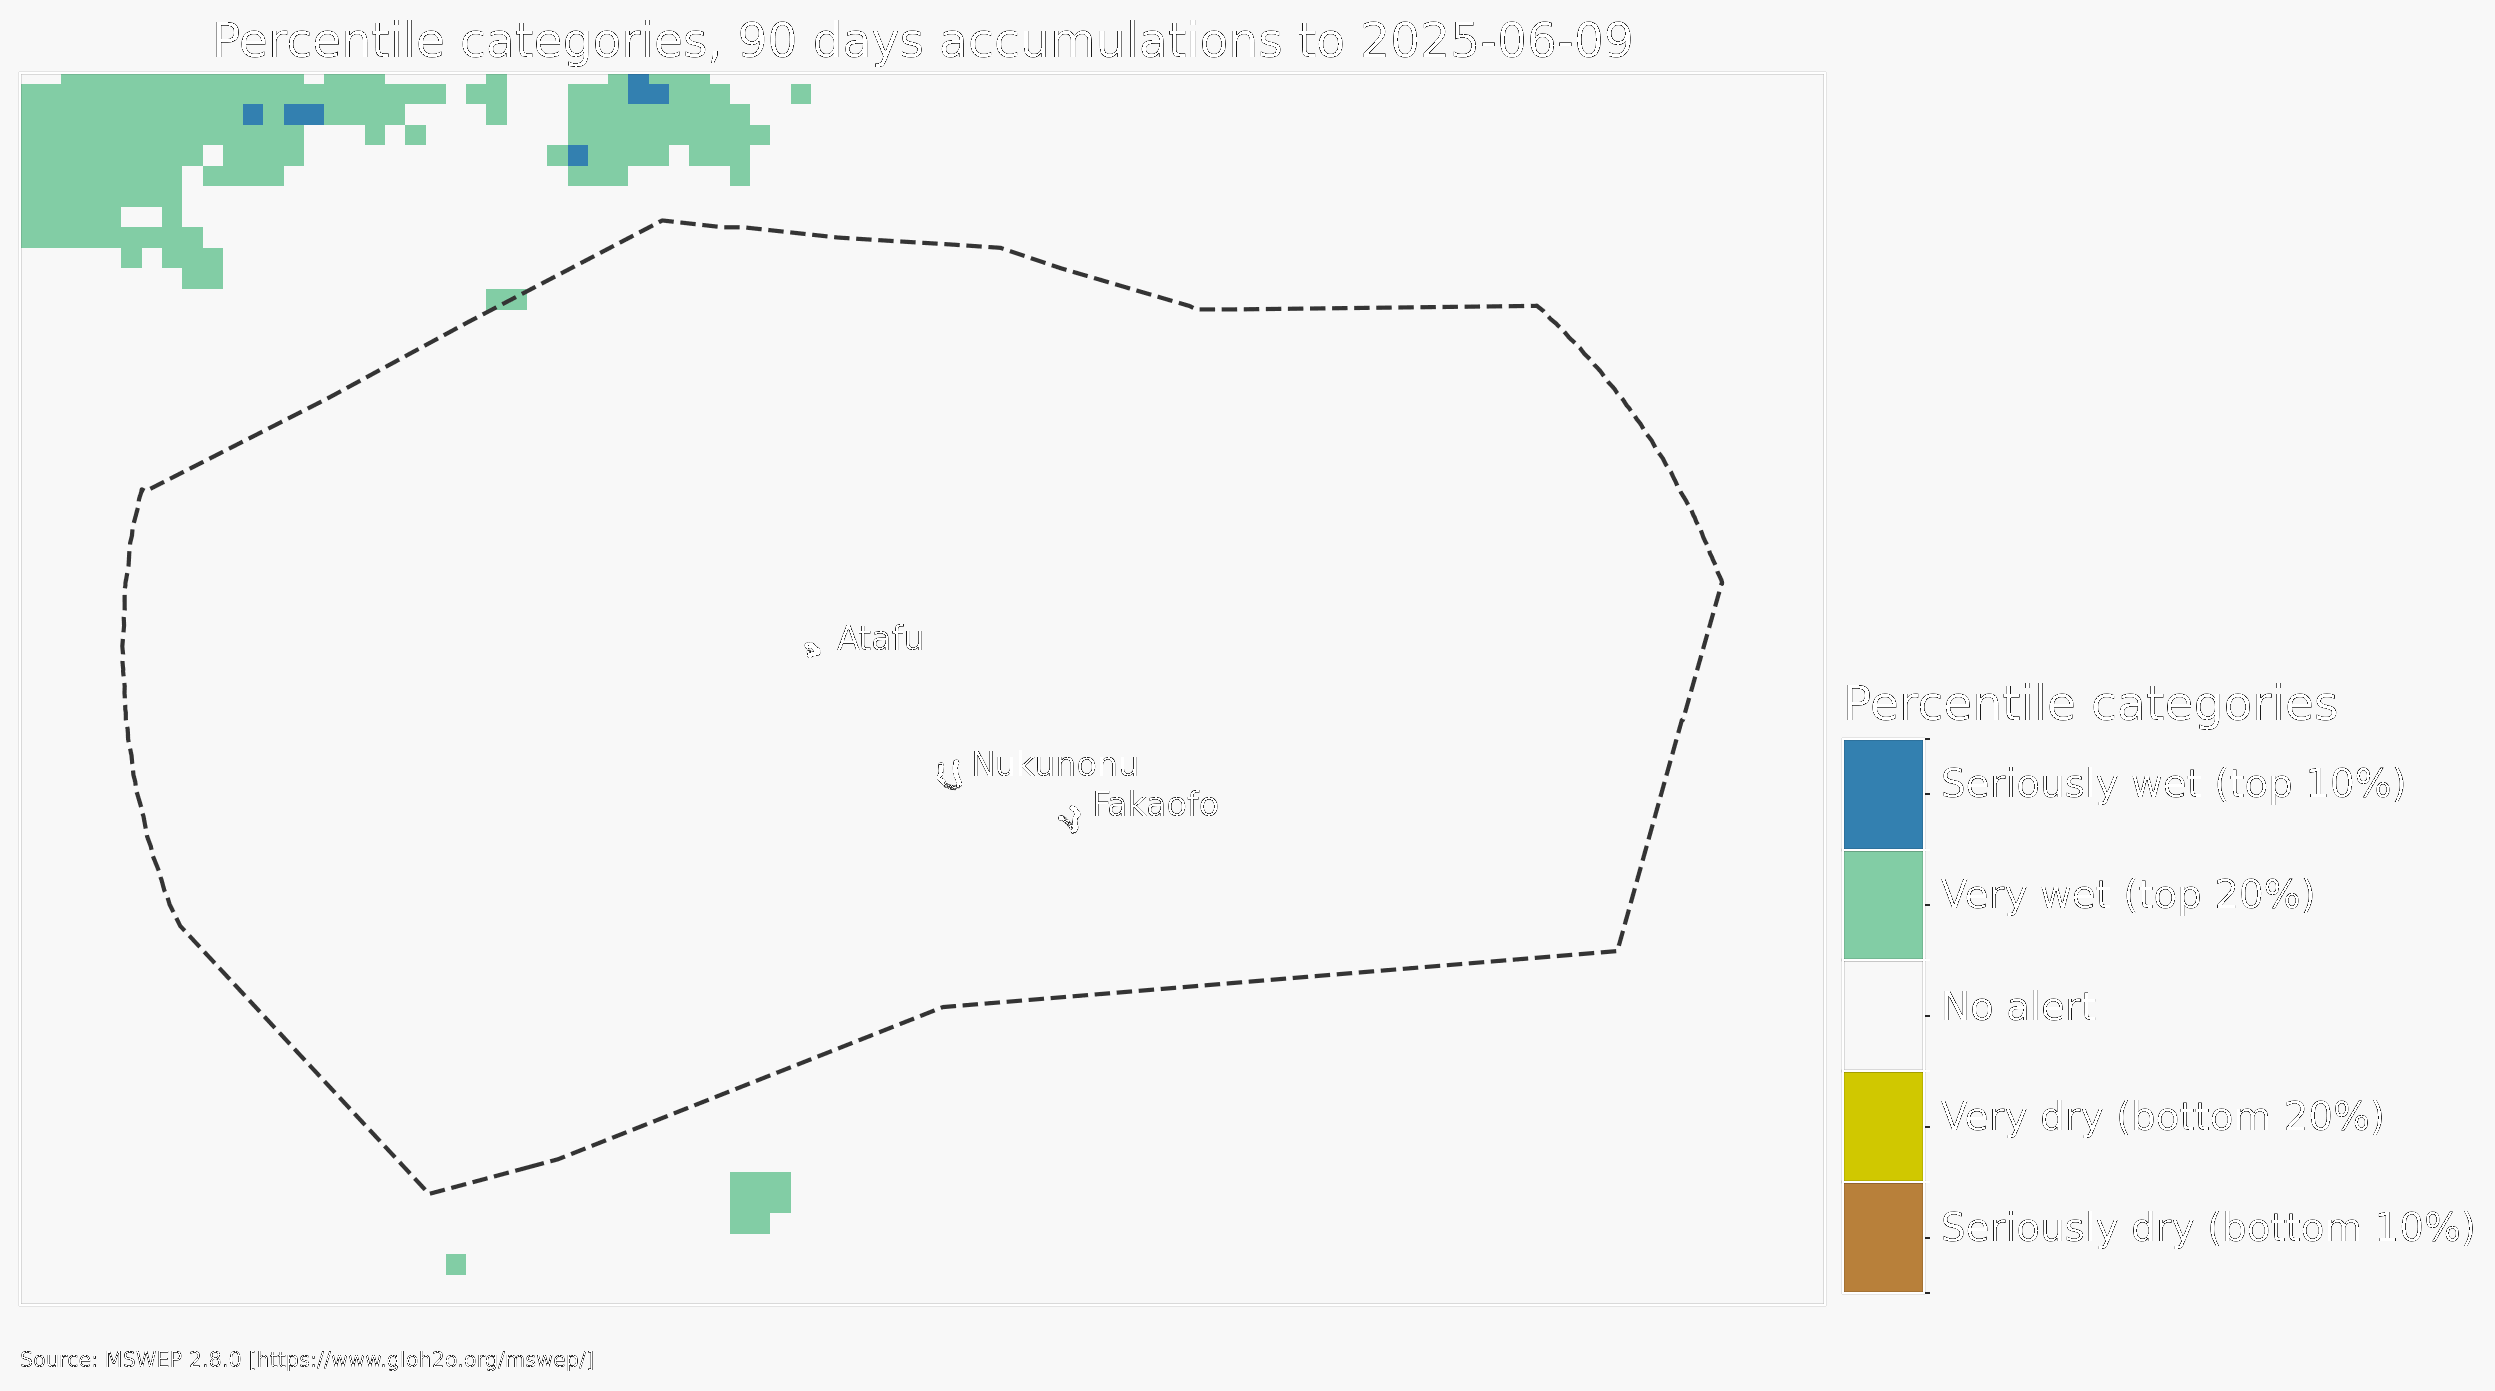 Percentile categories, 90 days accumulations to 2025-06-09
Atafu
Nukunonu
Fakaofo
Percentile categories
Seriously wet (top 10%)
Very wet (top 20%)
No alert
Very dry (bottom 20%)
Seriously dry (bottom 10%)
Source: MSWEP 2.8.0 [https://www.gloh2o.org/mswep/]